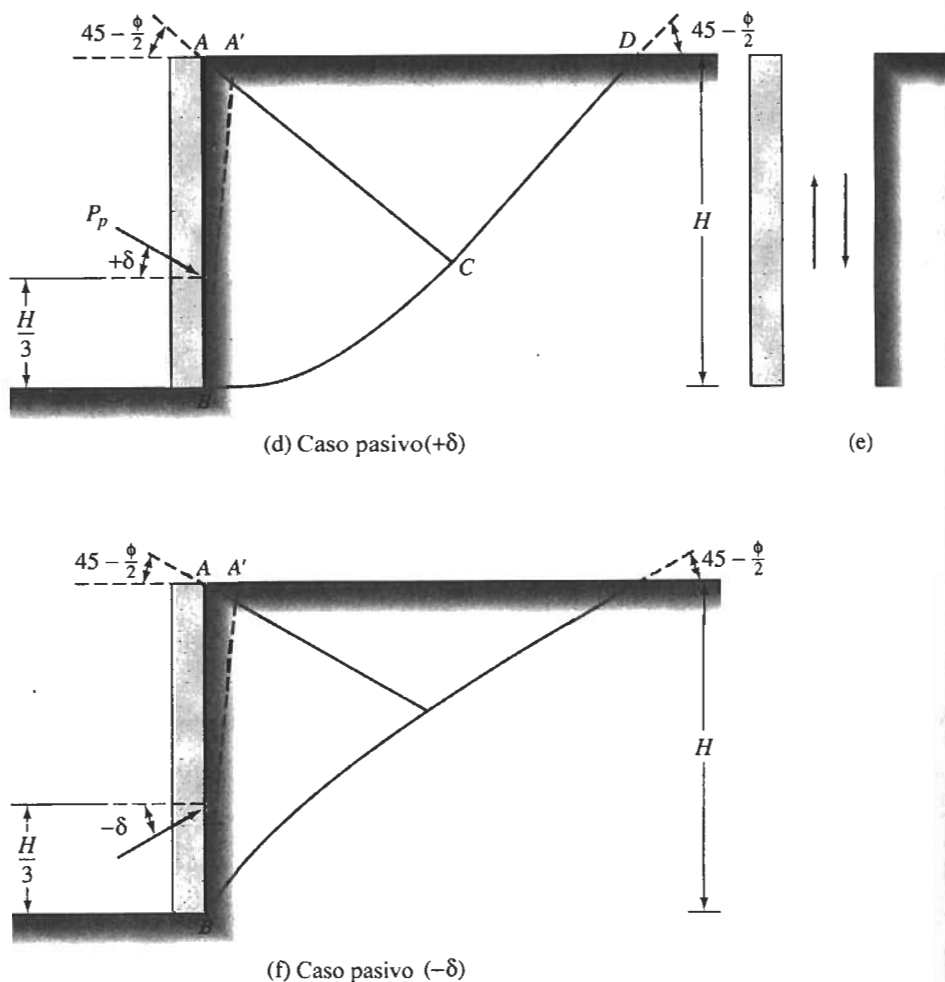 45 – ϕ/2
A A′
D
45 – ϕ/2
P_p
+δ
H/3
C
H
B
(d) Caso pasivo(+δ)
(e)
45 – ϕ/2
A A′
45 – ϕ/2
–δ
H/3
H
B
(f) Caso pasivo (–δ)